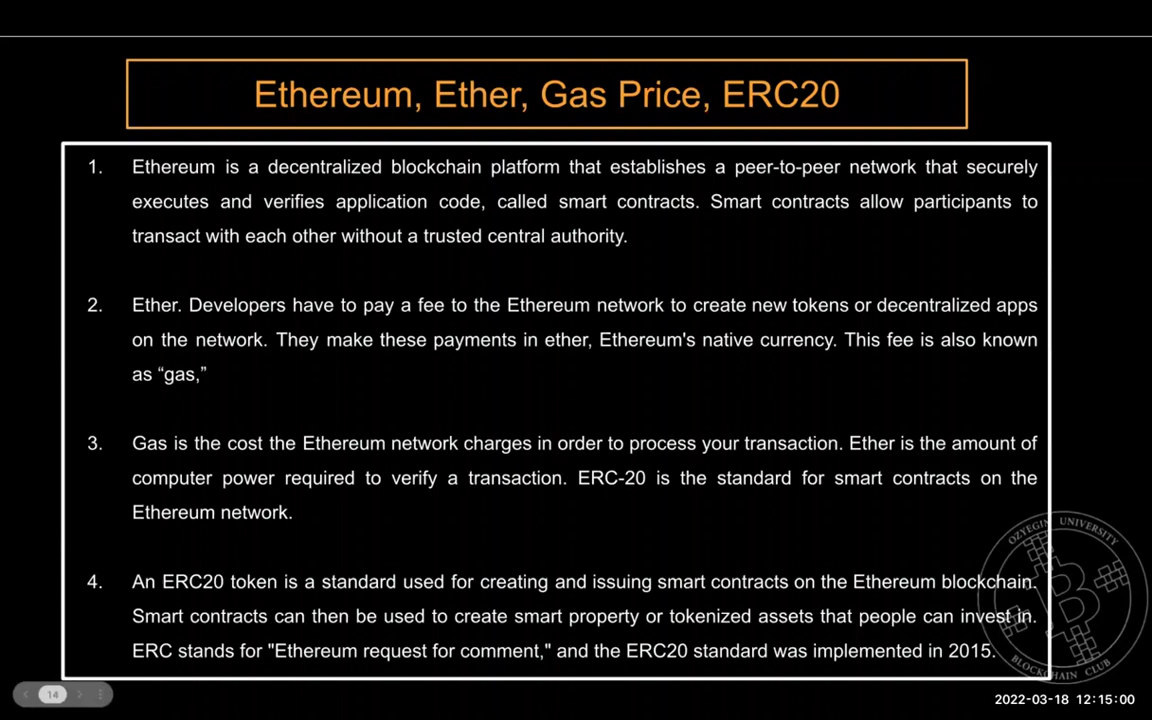 Ethereum, Ether, Gas Price, ERC20
1. Ethereum is a decentralized blockchain platform that establishes a peer-to-peer network that securely
executes and verifies application code, called smart contracts. Smart contracts allow participants to
transact with each other without a trusted central authority.
2. Ether. Developers have to pay a fee to the Ethereum network to create new tokens or decentralized apps
on the network. They make these payments in ether, Ethereum's native currency. This fee is also known
as “gas,”
3. Gas is the cost the Ethereum network charges in order to process your transaction. Ether is the amount of
computer power required to verify a transaction. ERC-20 is the standard for smart contracts on the
Ethereum network.
4. An ERC20 token is a standard used for creating and issuing smart contracts on the Ethereum blockchain.
Smart contracts can then be used to create smart property or tokenized assets that people can invest in.
ERC stands for "Ethereum request for comment," and the ERC20 standard was implemented in 2015.
OZYEGIN UNIVERSITY
BLOCKCHAIN CLUB
14
2022-03-18 12:15:00